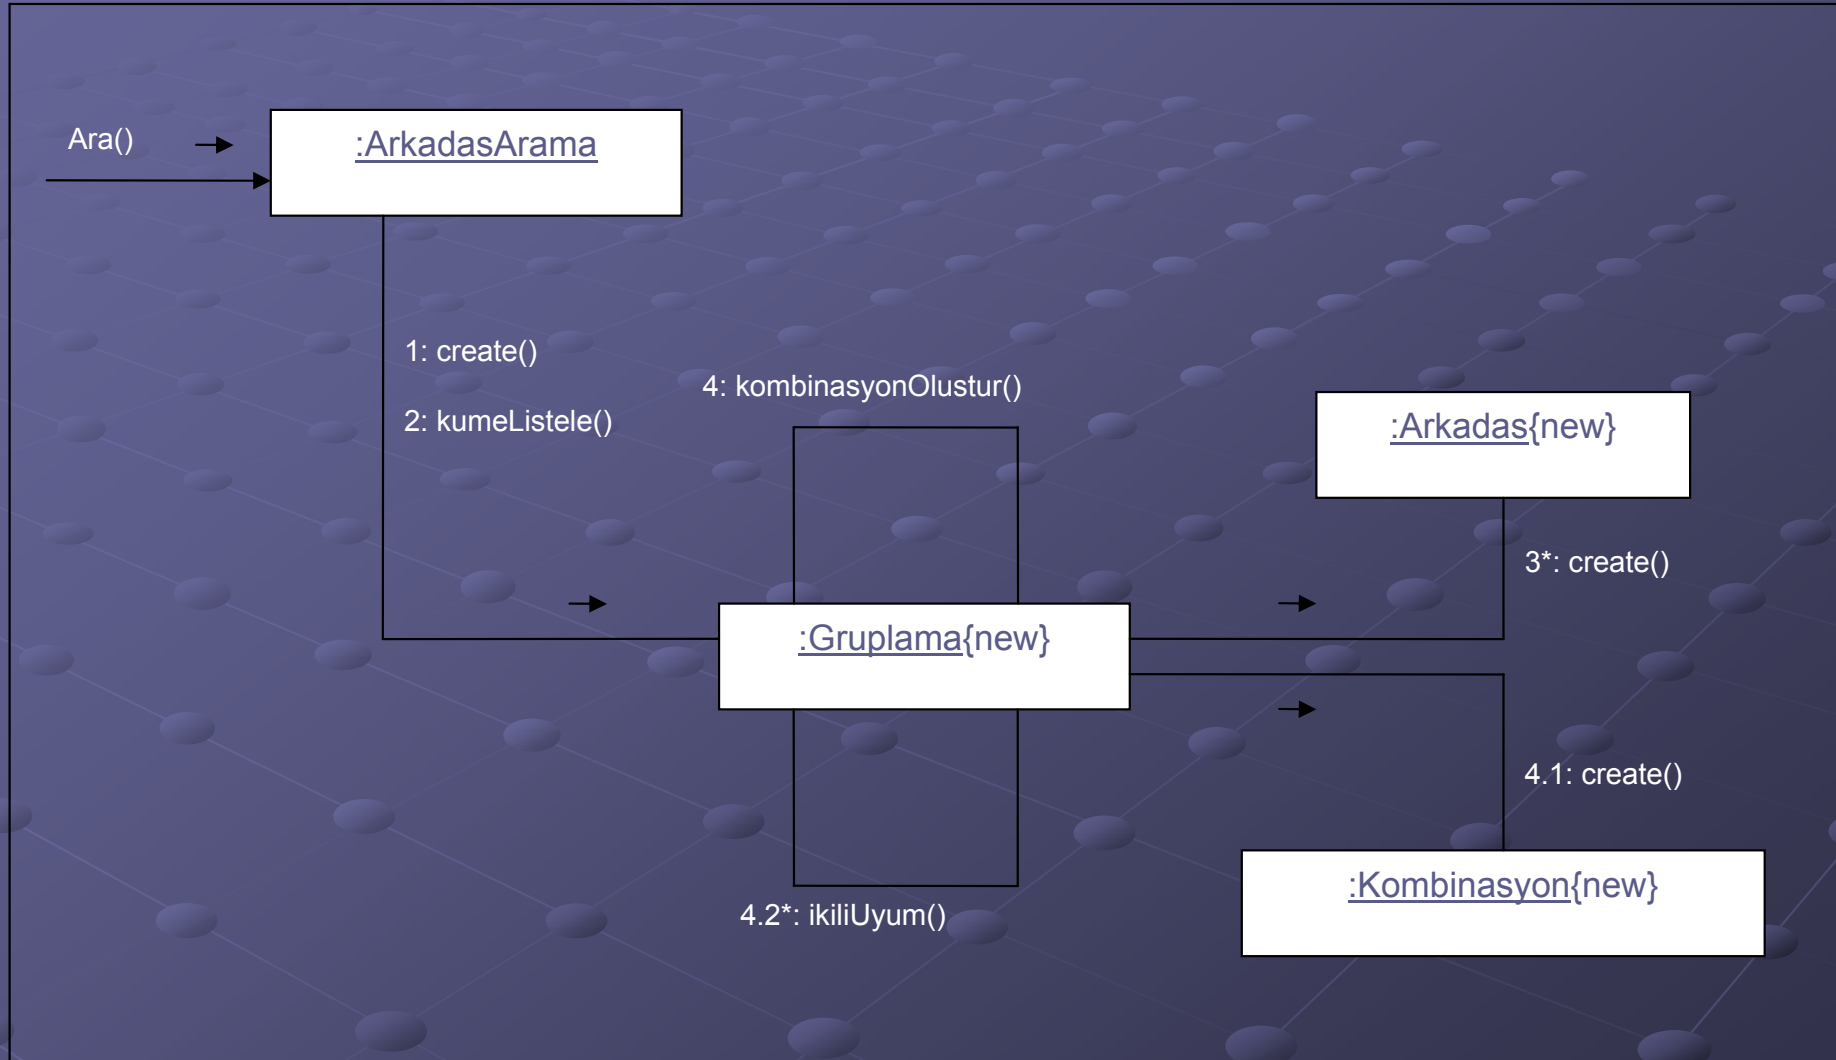 Ara()
:ArkadasArama
1: create()
2: kumeListele()
4: kombinasyonOlustur()
:Arkadas{new}
3*: create()
:Gruplama{new}
4.1: create()
:Kombinasyon{new}
4.2*: ikiliUyum()